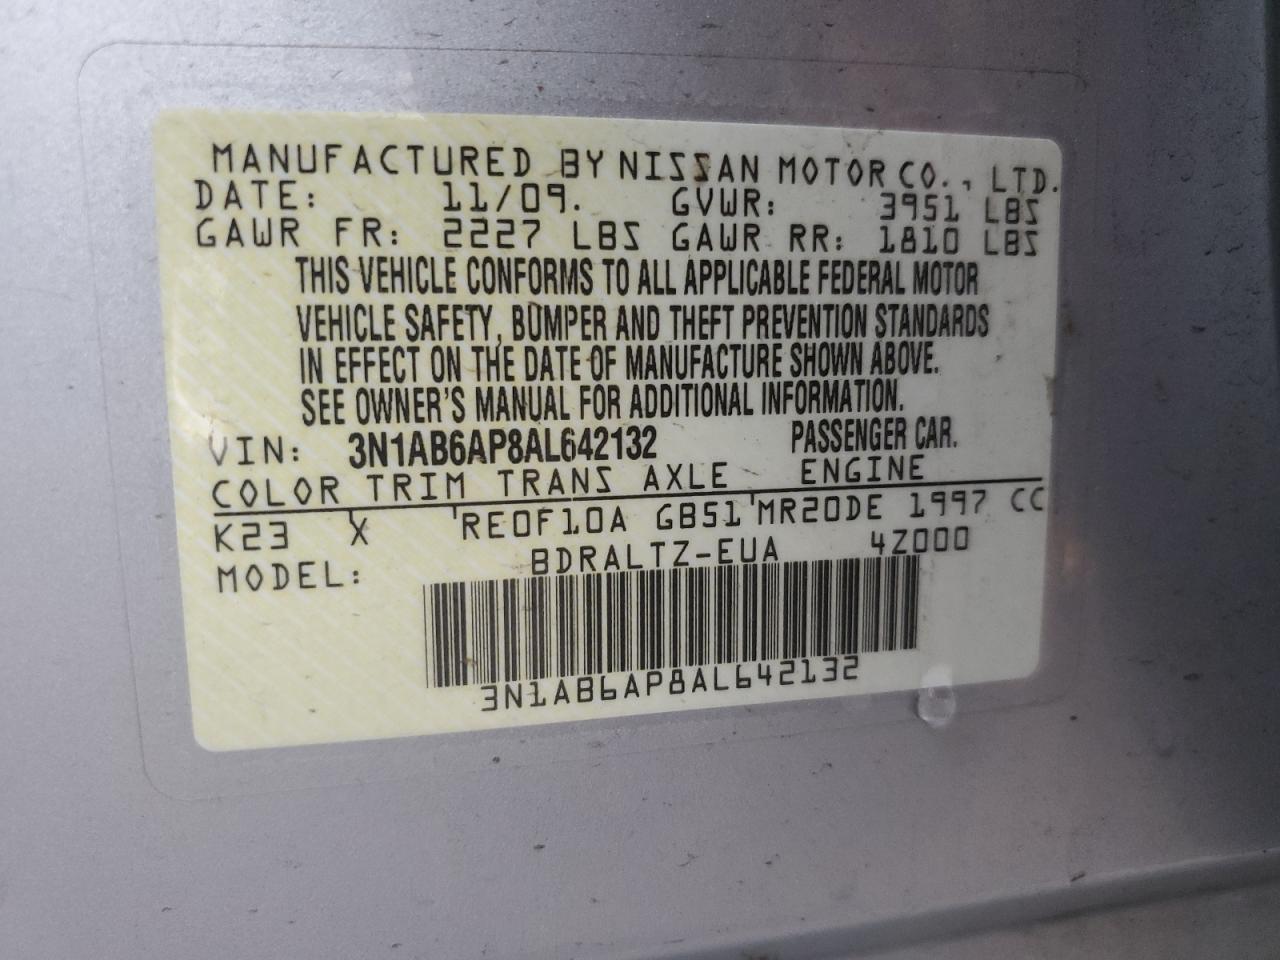 MANUFACTURED BY NISSAN MOTOR CO., LTD.
DATE: 11/09. GVWR: 3951 LBS
GAWR FR: 2227 LBS GAWR RR: 1810 LBS
THIS VEHICLE CONFORMS TO ALL APPLICABLE FEDERAL MOTOR
VEHICLE SAFETY, BUMPER AND THEFT PREVENTION STANDARDS
IN EFFECT ON THE DATE OF MANUFACTURE SHOWN ABOVE.
SEE OWNER'S MANUAL FOR ADDITIONAL INFORMATION.
VIN: 3N1AB6AP8AL642132 PASSENGER CAR.
COLOR TRIM TRANS AXLE ENGINE
K23 X RE0F10A GB51 MR20DE 1997 CC
MODEL: BDRALTZ-EUA 4Z000
3N1AB6AP8AL642132